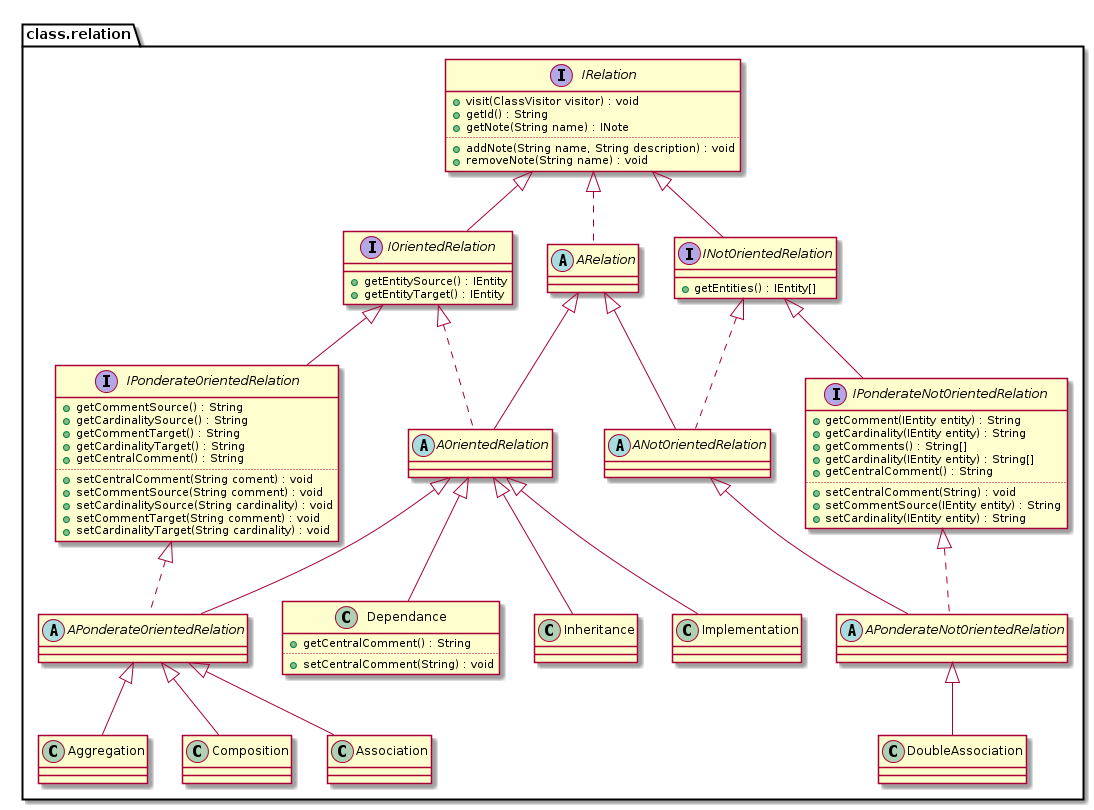 class.relation
I IRelation
visit(ClassVisitor visitor) : void
getId() : String
getNote(String name) : INote
addNote(String name, String description) : void
removeNote(String name) : void
I IOrientedRelation
getEntitySource() : IEntity
getEntityTarget() : IEntity
A ARelation
I INotOrientedRelation
getEntities() : IEntity[]
I IPonderateOrientedRelation
getCommentSource() : String
getCardinalitySource() : String
getCommentTarget() : String
getCardinalityTarget() : String
getCentralComment() : String
setCentralComment(String coment) : void
setCommentSource(String comment) : void
setCardinalitySource(String cardinality) : void
setCommentTarget(String comment) : void
setCardinalityTarget(String cardinality) : void
A AOrientedRelation
A ANotOrientedRelation
I IPonderateNotOrientedRelation
getComment(IEntity entity) : String
getCardinality(IEntity entity) : String
getComments() : String[]
getCardinality(IEntity entity) : String[]
getCentralComment() : String
setCentralComment(String) : void
setCommentSource(IEntity entity) : String
setCardinality(IEntity entity) : String
A APonderateOrientedRelation
C Dependance
getCentralComment() : String
setCentralComment(String) : void
C Inheritance
C Implementation
A APonderateNotOrientedRelation
C Aggregation
C Composition
C Association
C DoubleAssociation